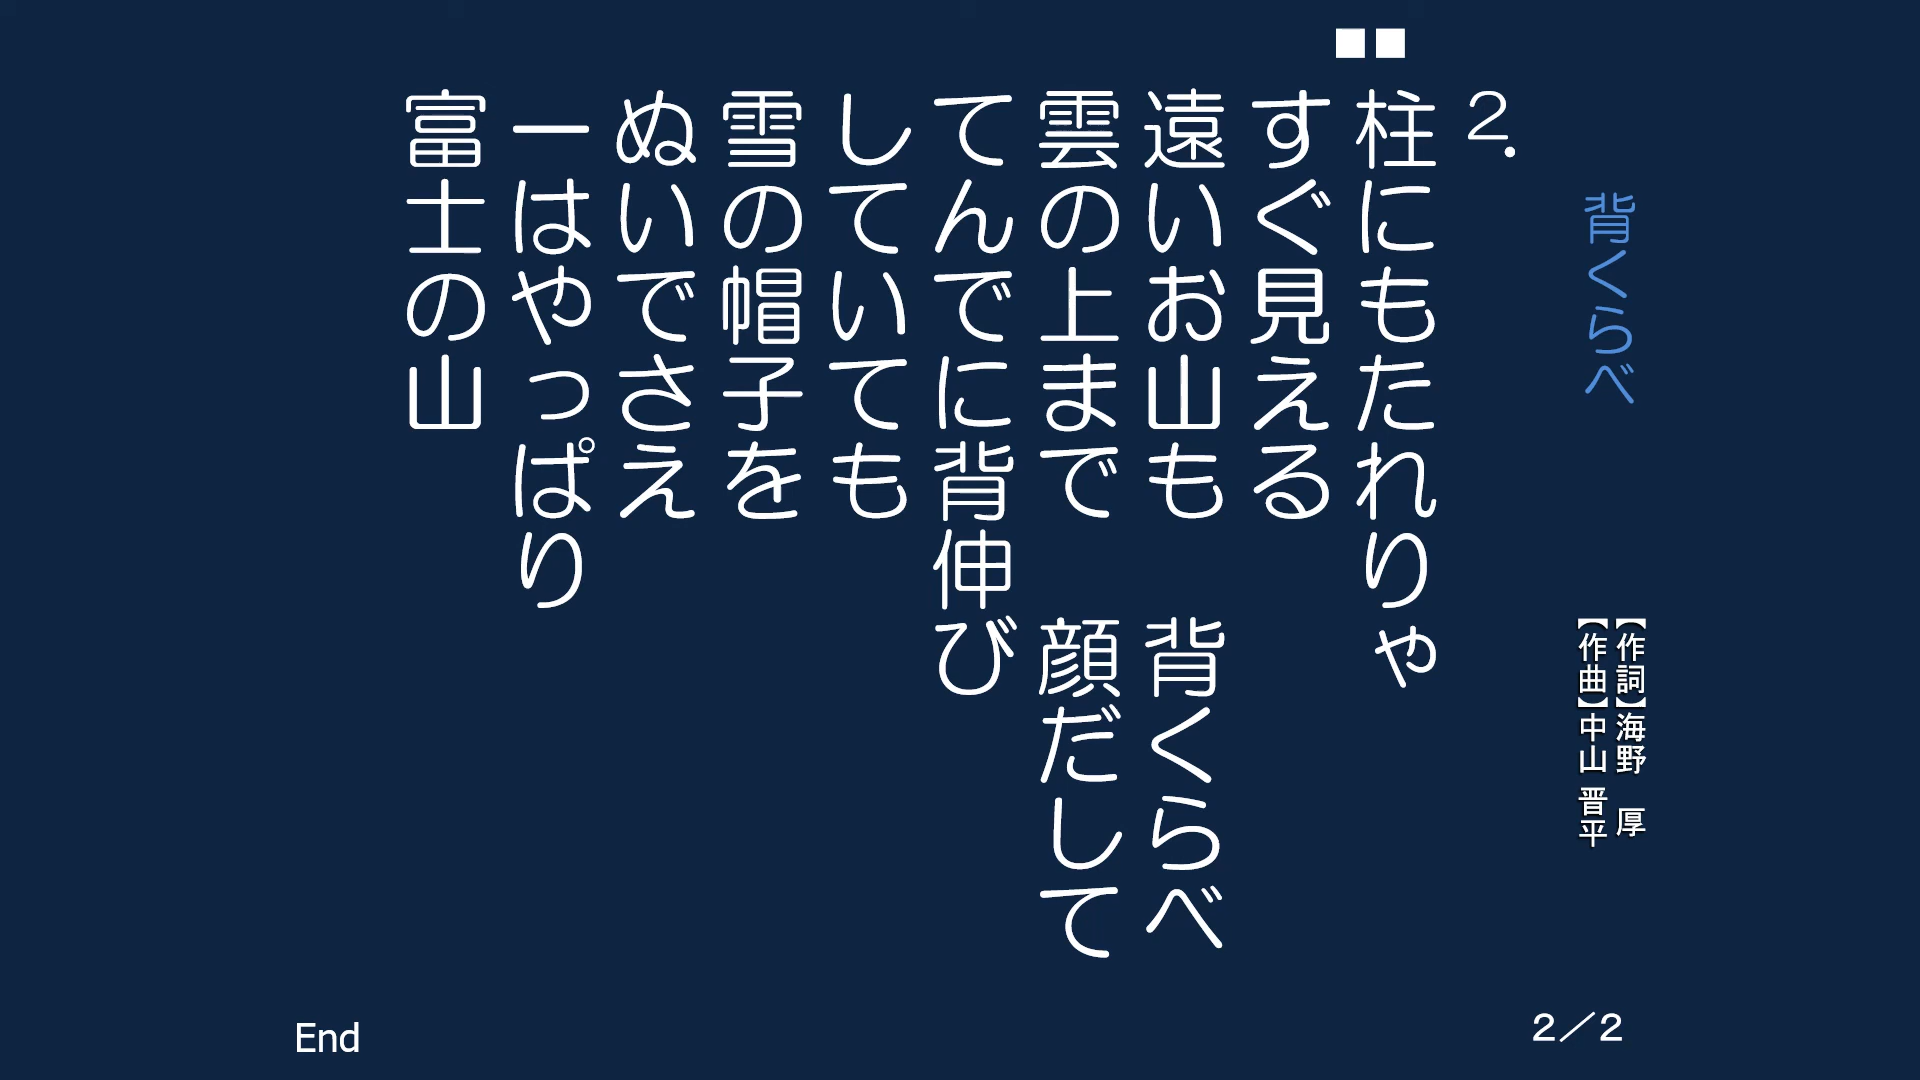 背くらべ
【作詞】海野　厚
【作曲】中山 晋平
2.
柱にもたれりゃ
すぐ見える
遠いお山も　背くらべ
雲の上まで　顔だして
てんでに背伸び
していても
雪の帽子を
ぬいでさえ
一はやっぱり
富士の山
2／2
End